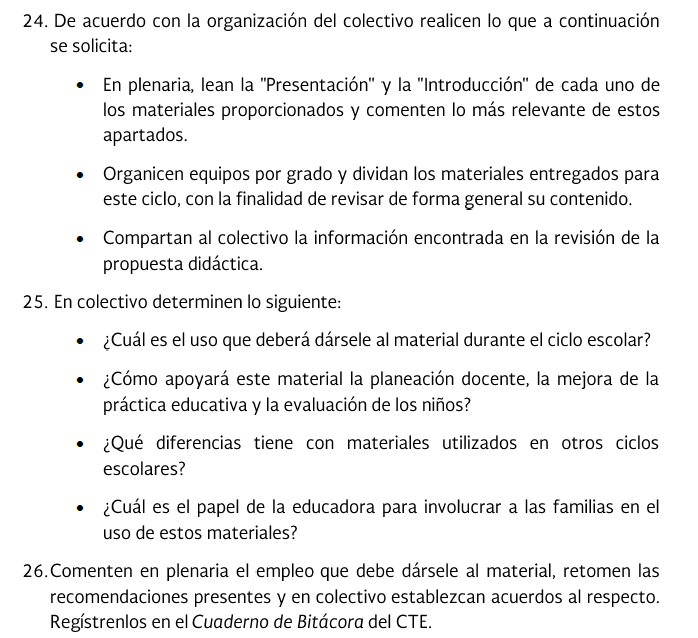 24. De acuerdo con la organización del colectivo realicen lo que a continuación
se solicita:
• En plenaria, lean la "Presentación" y la "Introducción" de cada uno de
los materiales proporcionados y comenten lo más relevante de estos
apartados.
• Organicen equipos por grado y dividan los materiales entregados para
este ciclo, con la finalidad de revisar de forma general su contenido.
• Compartan al colectivo la información encontrada en la revisión de la
propuesta didáctica.
25. En colectivo determinen lo siguiente:
• ¿Cuál es el uso que deberá dársele al material durante el ciclo escolar?
• ¿Cómo apoyará este material la planeación docente, la mejora de la
práctica educativa y la evaluación de los niños?
• ¿Qué diferencias tiene con materiales utilizados en otros ciclos
escolares?
• ¿Cuál es el papel de la educadora para involucrar a las familias en el
uso de estos materiales?
26. Comenten en plenaria el empleo que debe dársele al material, retomen las
recomendaciones presentes y en colectivo establezcan acuerdos al respecto.
Regístrenlos en el Cuaderno de Bitácora del CTE.